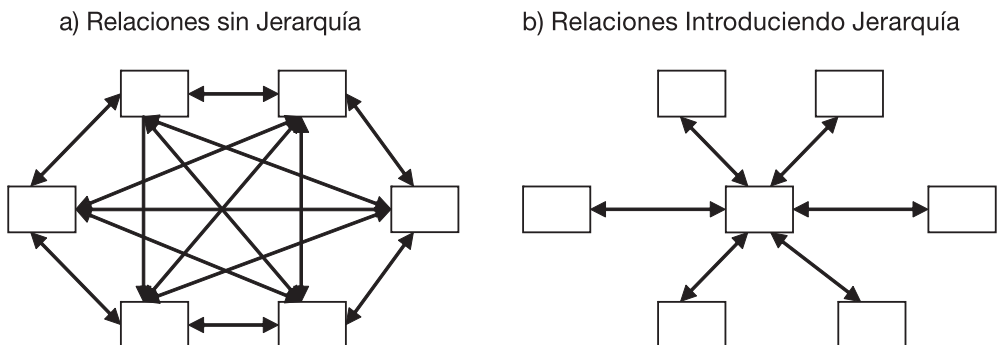 a) Relaciones sin Jerarquía
b) Relaciones Introduciendo Jerarquía